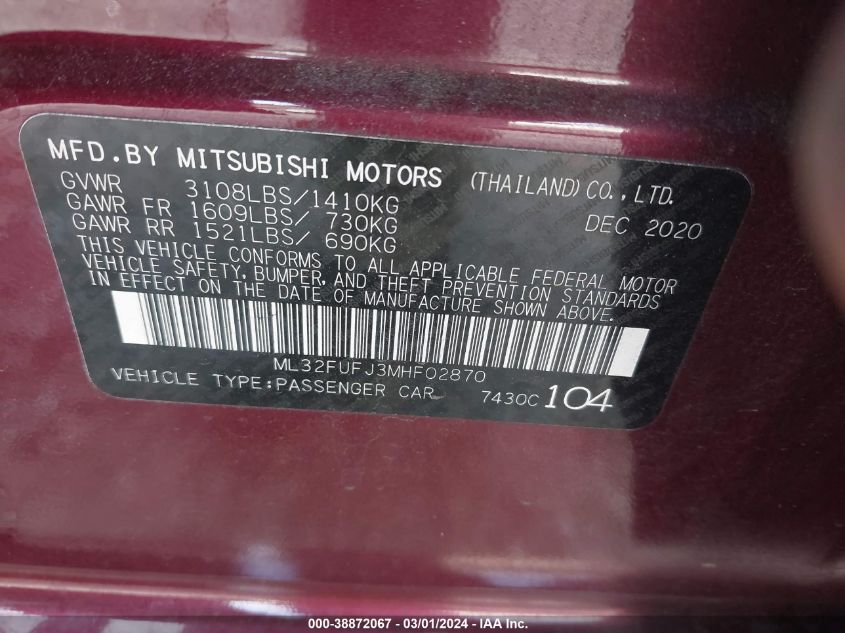 MFD.BY MITSUBISHI MOTORS (THAILAND) CO.,LTD.
GVWR 3108LBS/1410KG
GAWR FR 1609LBS/ 730KG DEC 2020
GAWR RR 1521LBS/ 690KG
THIS VEHICLE CONFORMS TO ALL APPLICABLE FEDERAL MOTOR
VEHICLE SAFETY, BUMPER, AND THEFT PREVENTION STANDARDS
IN EFFECT ON THE DATE OF MANUFACTURE SHOWN ABOVE.
ML32FUFJ3MHF02870
VEHICLE TYPE:PASSENGER CAR 7430C 104
000-38872067 - 03/01/2024 - IAA Inc.